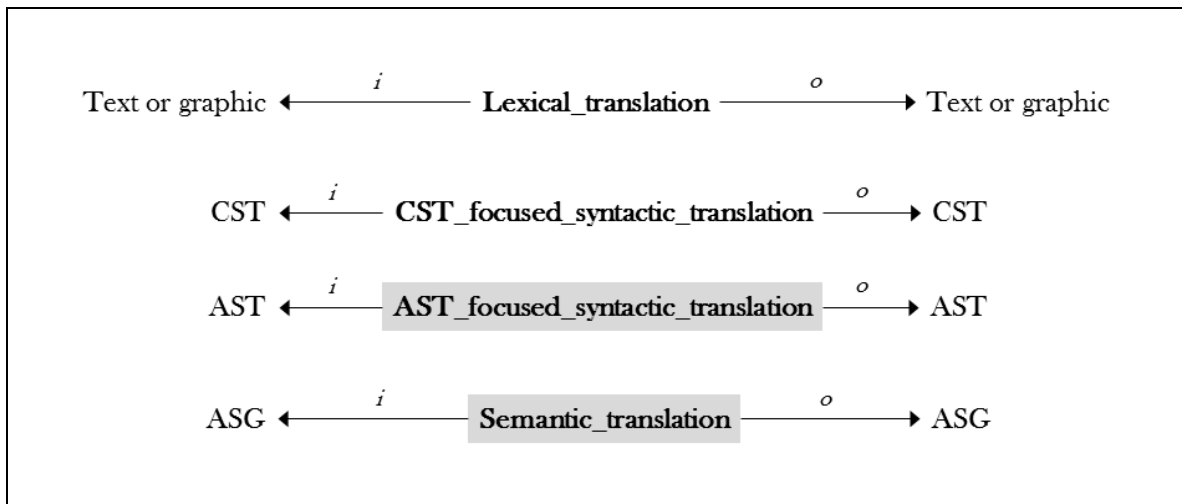 i o
Text or graphic Lexical_translation Text or graphic
i o
CST CST_focused_syntactic_translation CST
i o
AST AST_focused_syntactic_translation AST
i o
ASG Semantic_translation ASG